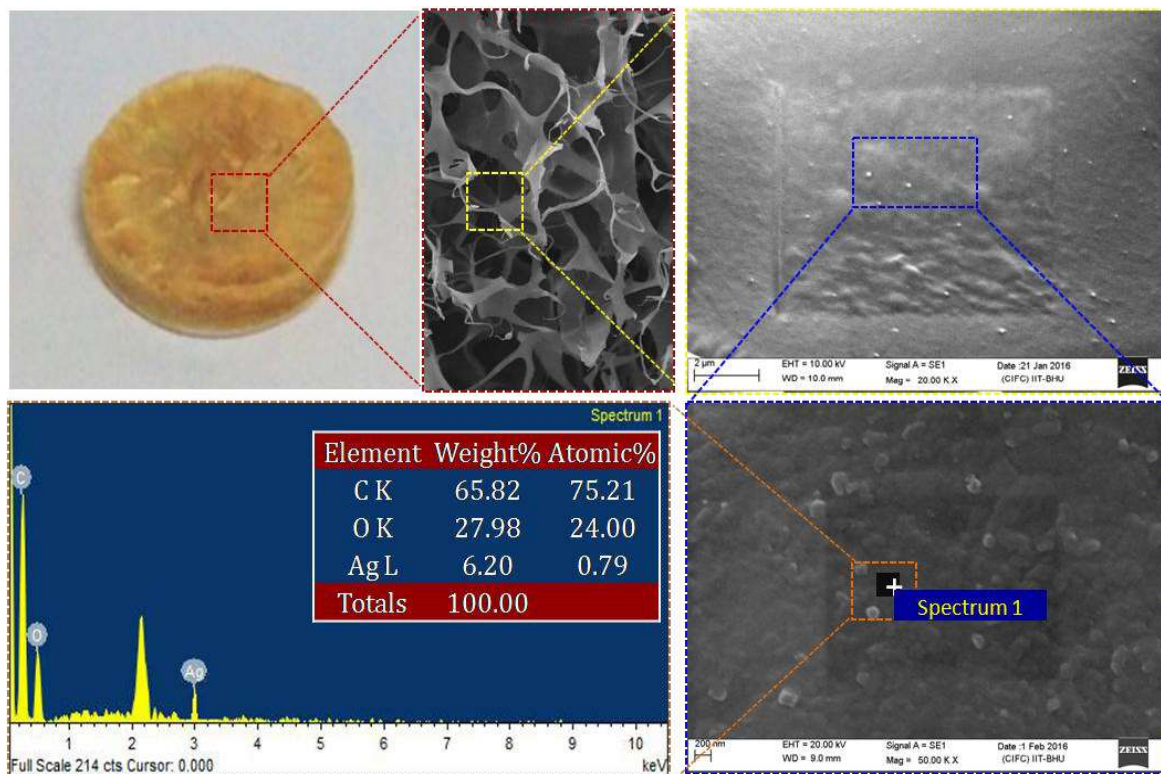 2 µm
EHT = 10.00 kV
Signal A = SE1
Date :21 Jan 2016
WD = 10.0 mm
Mag = 20.00 K X
(CIFC) IIT-BHU
ZEISS
Spectrum 1
Element Weight% Atomic%
C K 65.82 75.21
O K 27.98 24.00
Ag L 6.20 0.79
Totals 100.00
C
O
Ag
1 2 3 4 5 6 7 8 9 10
Full Scale 214 cts Cursor: 0.000
keV
Spectrum 1
200 nm
EHT = 20.00 kV
Signal A = SE1
Date :1 Feb 2016
WD = 9.0 mm
Mag = 50.00 K X
(CIFC) IIT-BHU
ZEISS